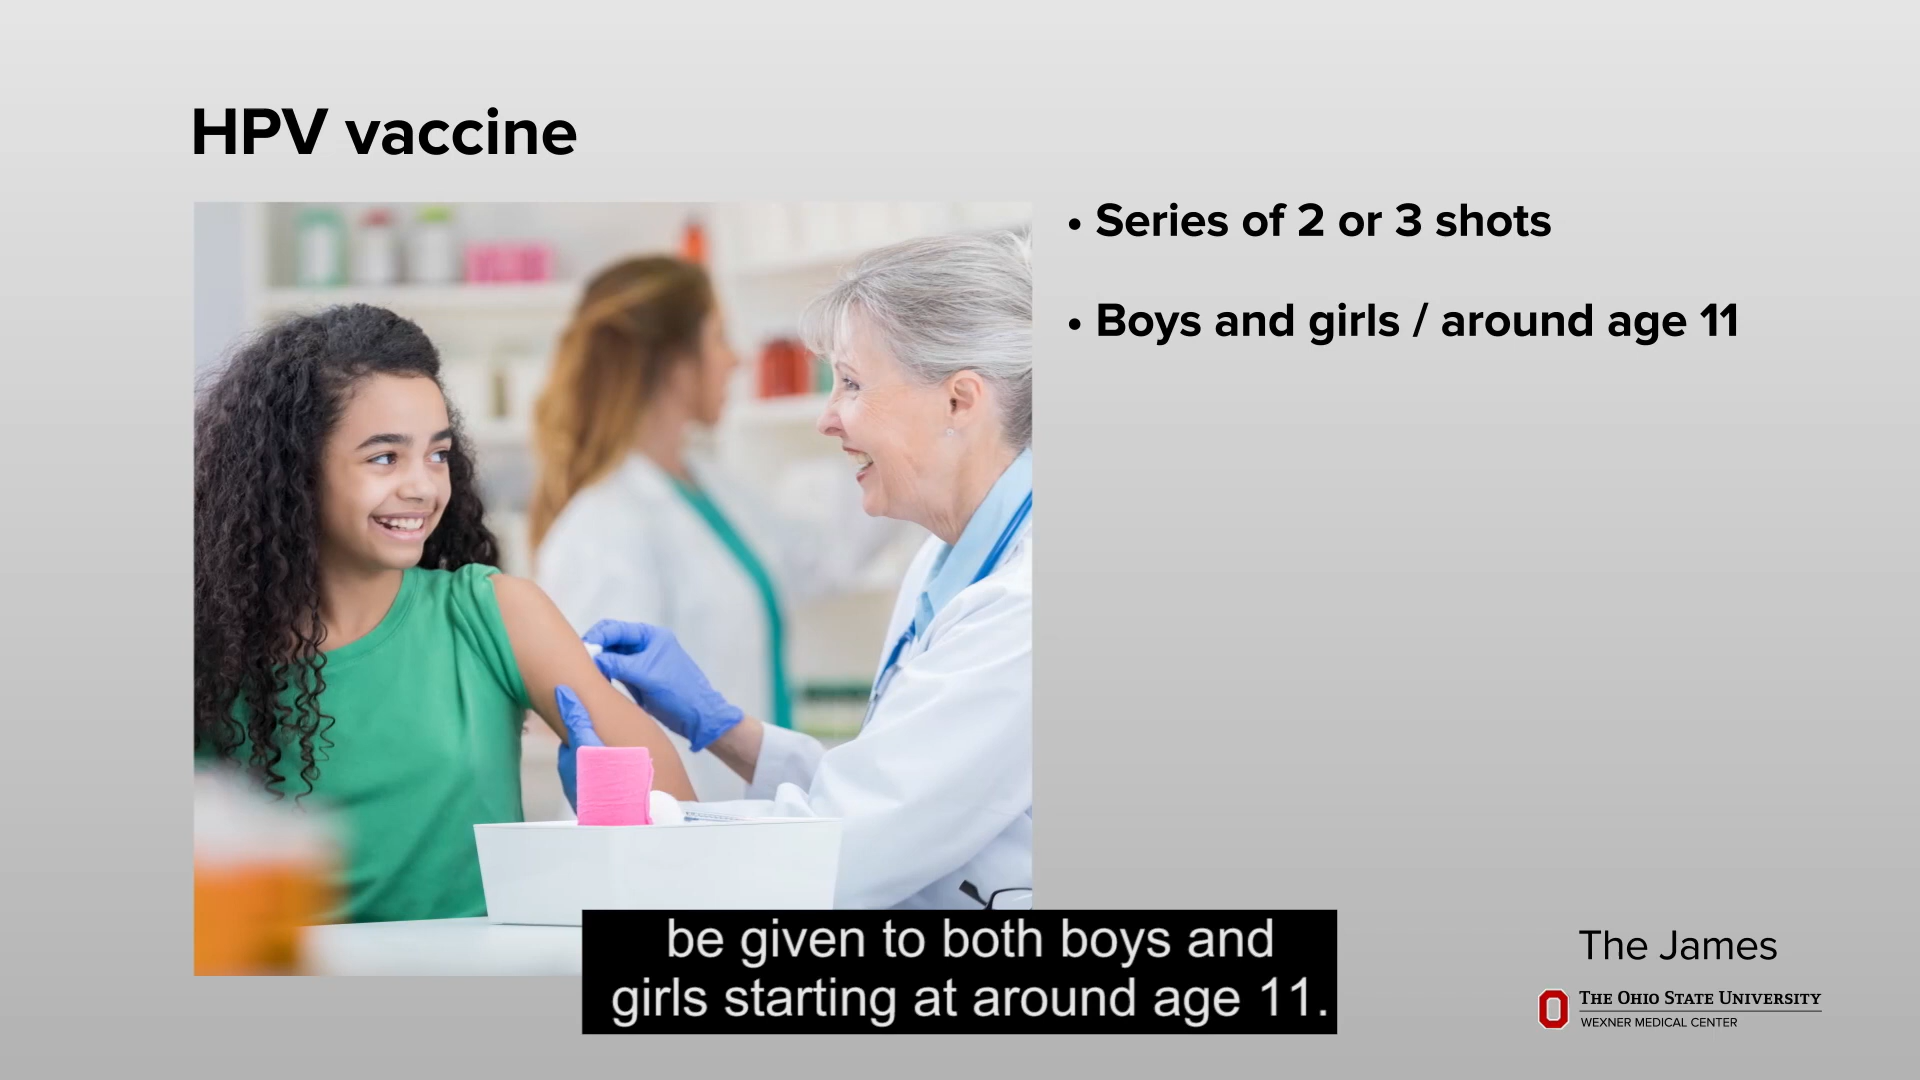 HPV vaccine
• Series of 2 or 3 shots
• Boys and girls / around age 11
be given to both boys and
girls starting at around age 11.
The James
THE OHIO STATE UNIVERSITY
WEXNER MEDICAL CENTER